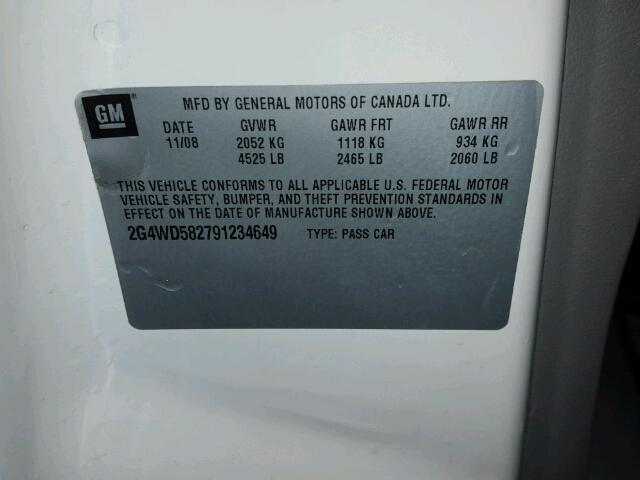 GM ®
MFD BY GENERAL MOTORS OF CANADA LTD.
DATE GVWR GAWR FRT GAWR RR
11/08 2052 KG 1118 KG 934 KG
4525 LB 2465 LB 2060 LB
THIS VEHICLE CONFORMS TO ALL APPLICABLE U.S. FEDERAL MOTOR
VEHICLE SAFETY, BUMPER, AND THEFT PREVENTION STANDARDS IN
EFFECT ON THE DATE OF MANUFACTURE SHOWN ABOVE.
2G4WD582791234649 TYPE: PASS CAR